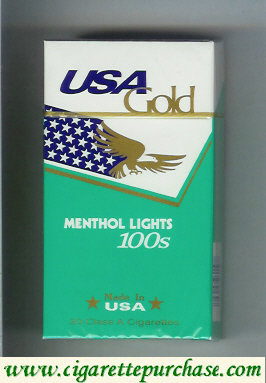 USA
Gold
MENTHOL LIGHTS
100s
Made in
USA
20 Class A Cigarettes
www.cigarettepurchase.com